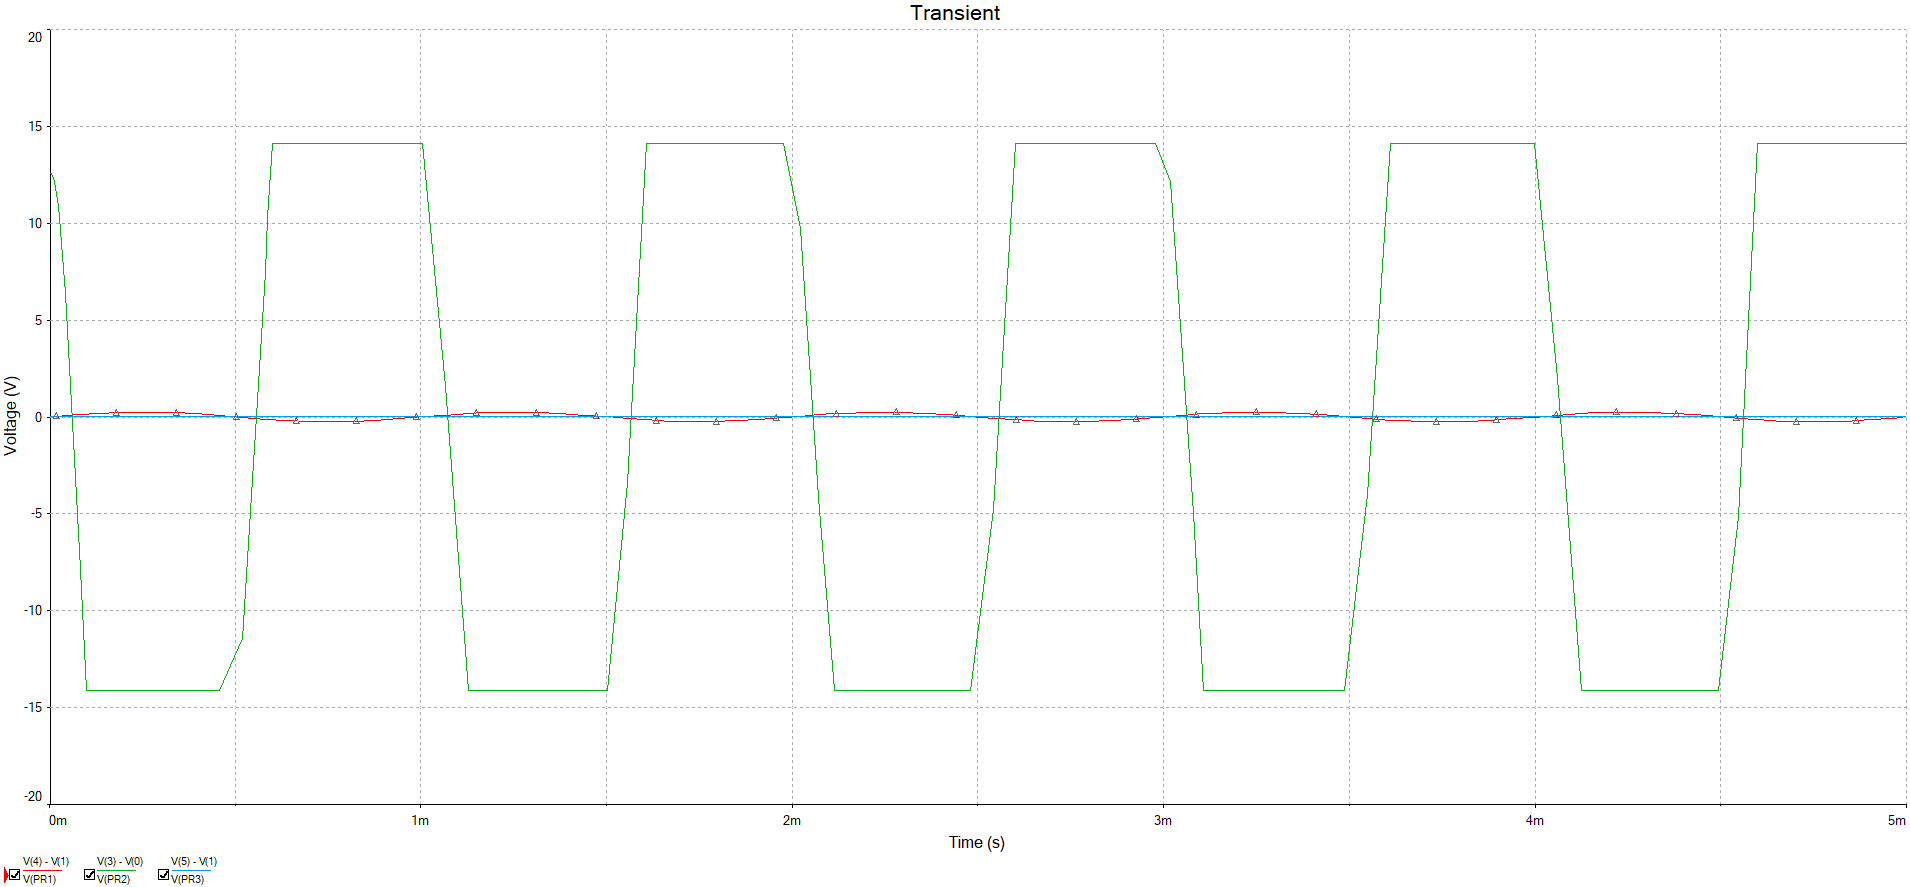 Transient
20
15
10
5
0
-5
-10
-15
-20
Voltage (V)
0m 1m 2m 3m 4m 5m
Time (s)
V(4) - V(1) V(3) - V(0) V(5) - V(1)
V(PR1) V(PR2) V(PR3)